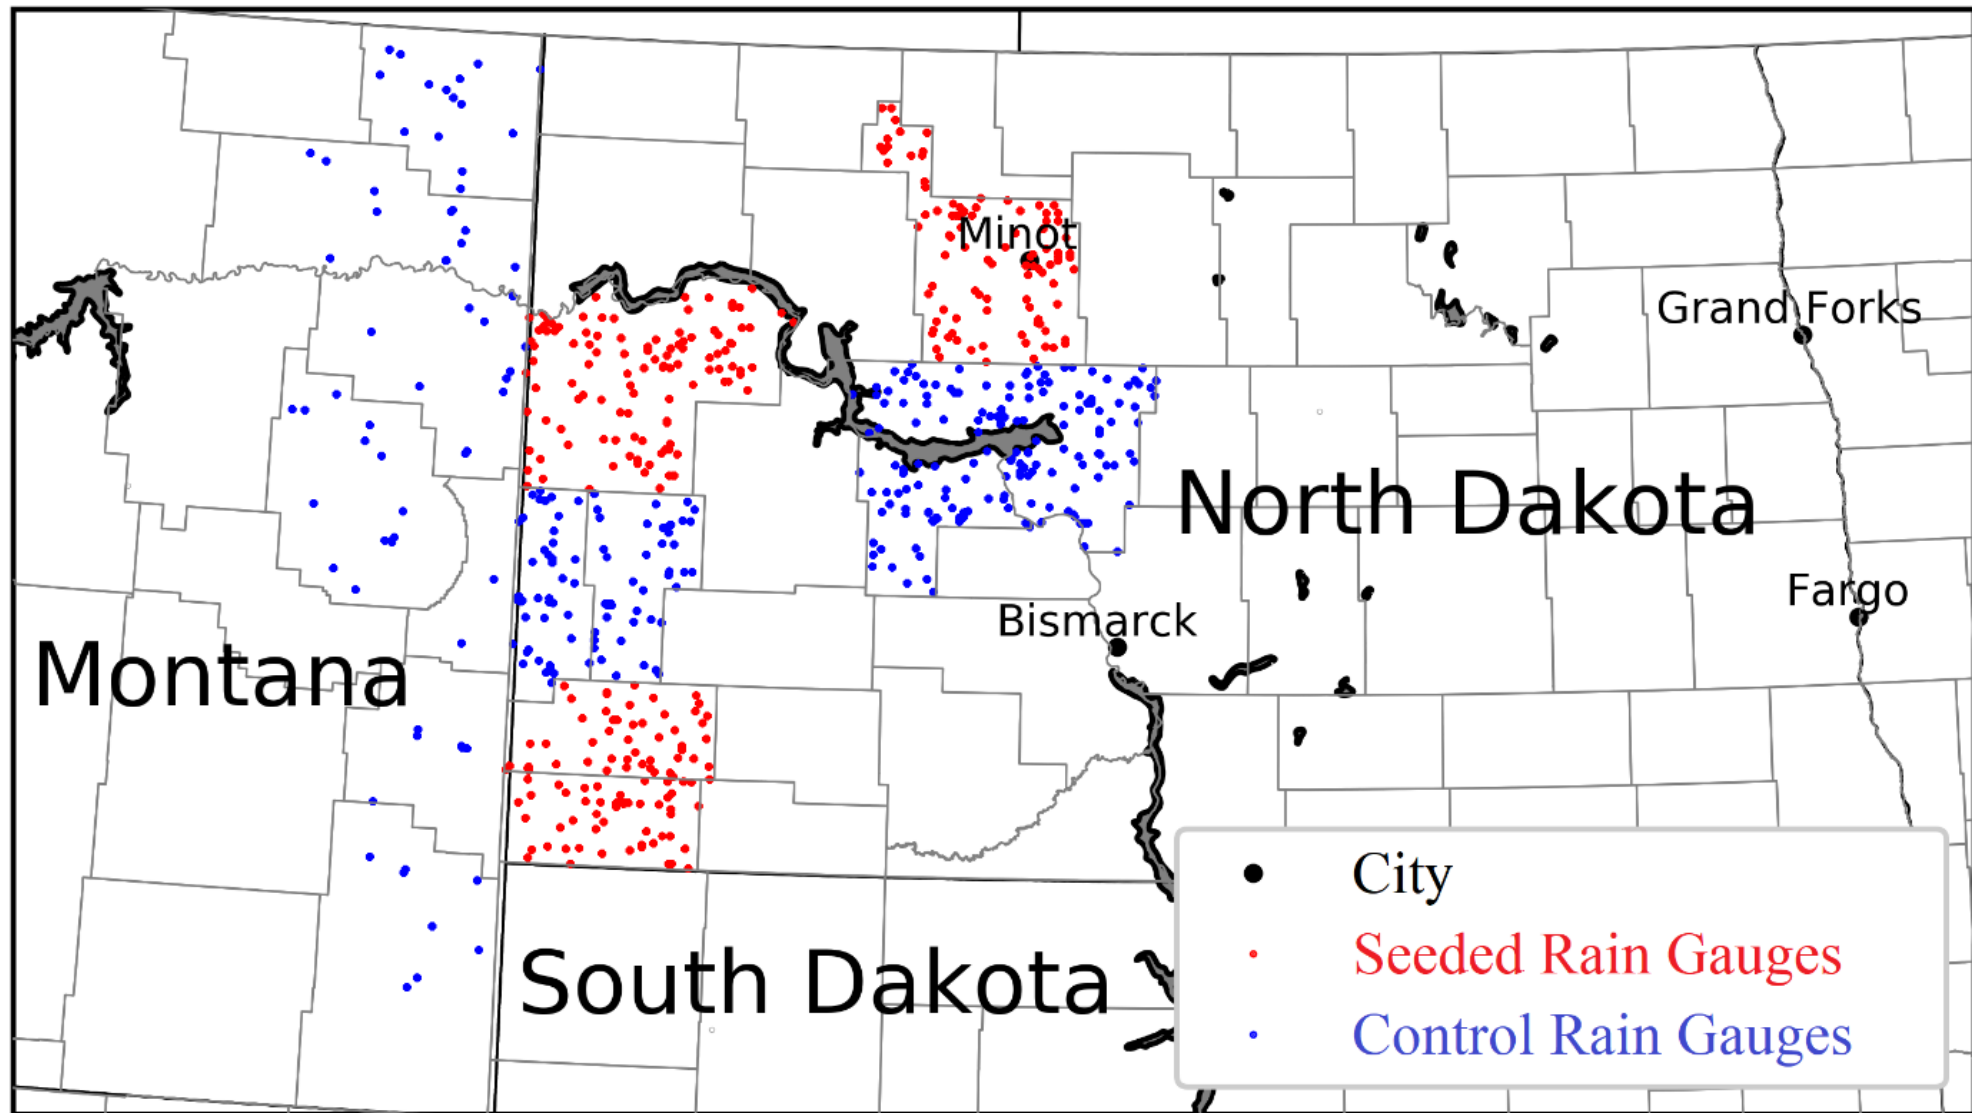 Minot
Grand Forks
North Dakota
Fargo
Bismarck
Montana
South Dakota
City
Seeded Rain Gauges
Control Rain Gauges